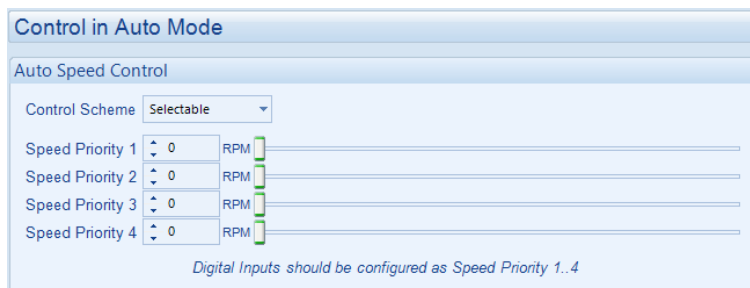 Control in Auto Mode
Auto Speed Control
Control Scheme Selectable
Speed Priority 1 0 RPM
Speed Priority 2 0 RPM
Speed Priority 3 0 RPM
Speed Priority 4 0 RPM
Digital Inputs should be configured as Speed Priority 1..4